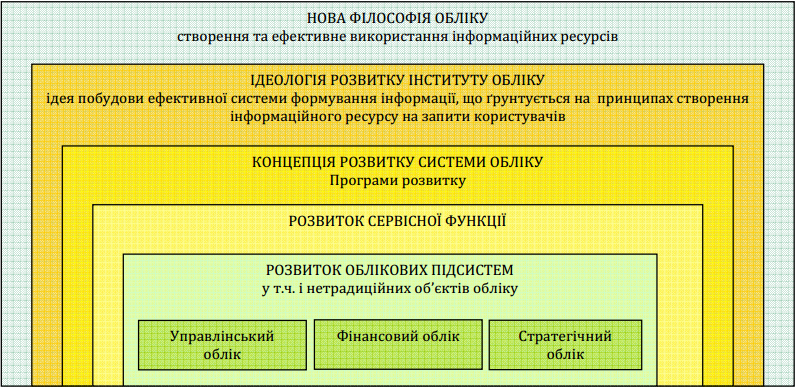 НОВА ФІЛОСОФІЯ ОБЛІКУ
створення та ефективне використання інформаційних ресурсів
ІДЕОЛОГІЯ РОЗВИТКУ ІНСТИТУТУ ОБЛІКУ
ідея побудови ефективної системи формування інформації, що ґрунтується на принципах створення
інформаційного ресурсу на запити користувачів
КОНЦЕПЦІЯ РОЗВИТКУ СИСТЕМИ ОБЛІКУ
Програми розвитку
РОЗВИТОК СЕРВІСНОЇ ФУНКЦІЇ
РОЗВИТОК ОБЛІКОВИХ ПІДСИСТЕМ
у т.ч. і нетрадиційних об’єктів обліку
Управлінський
облік
Фінансовий облік
Стратегічний
облік